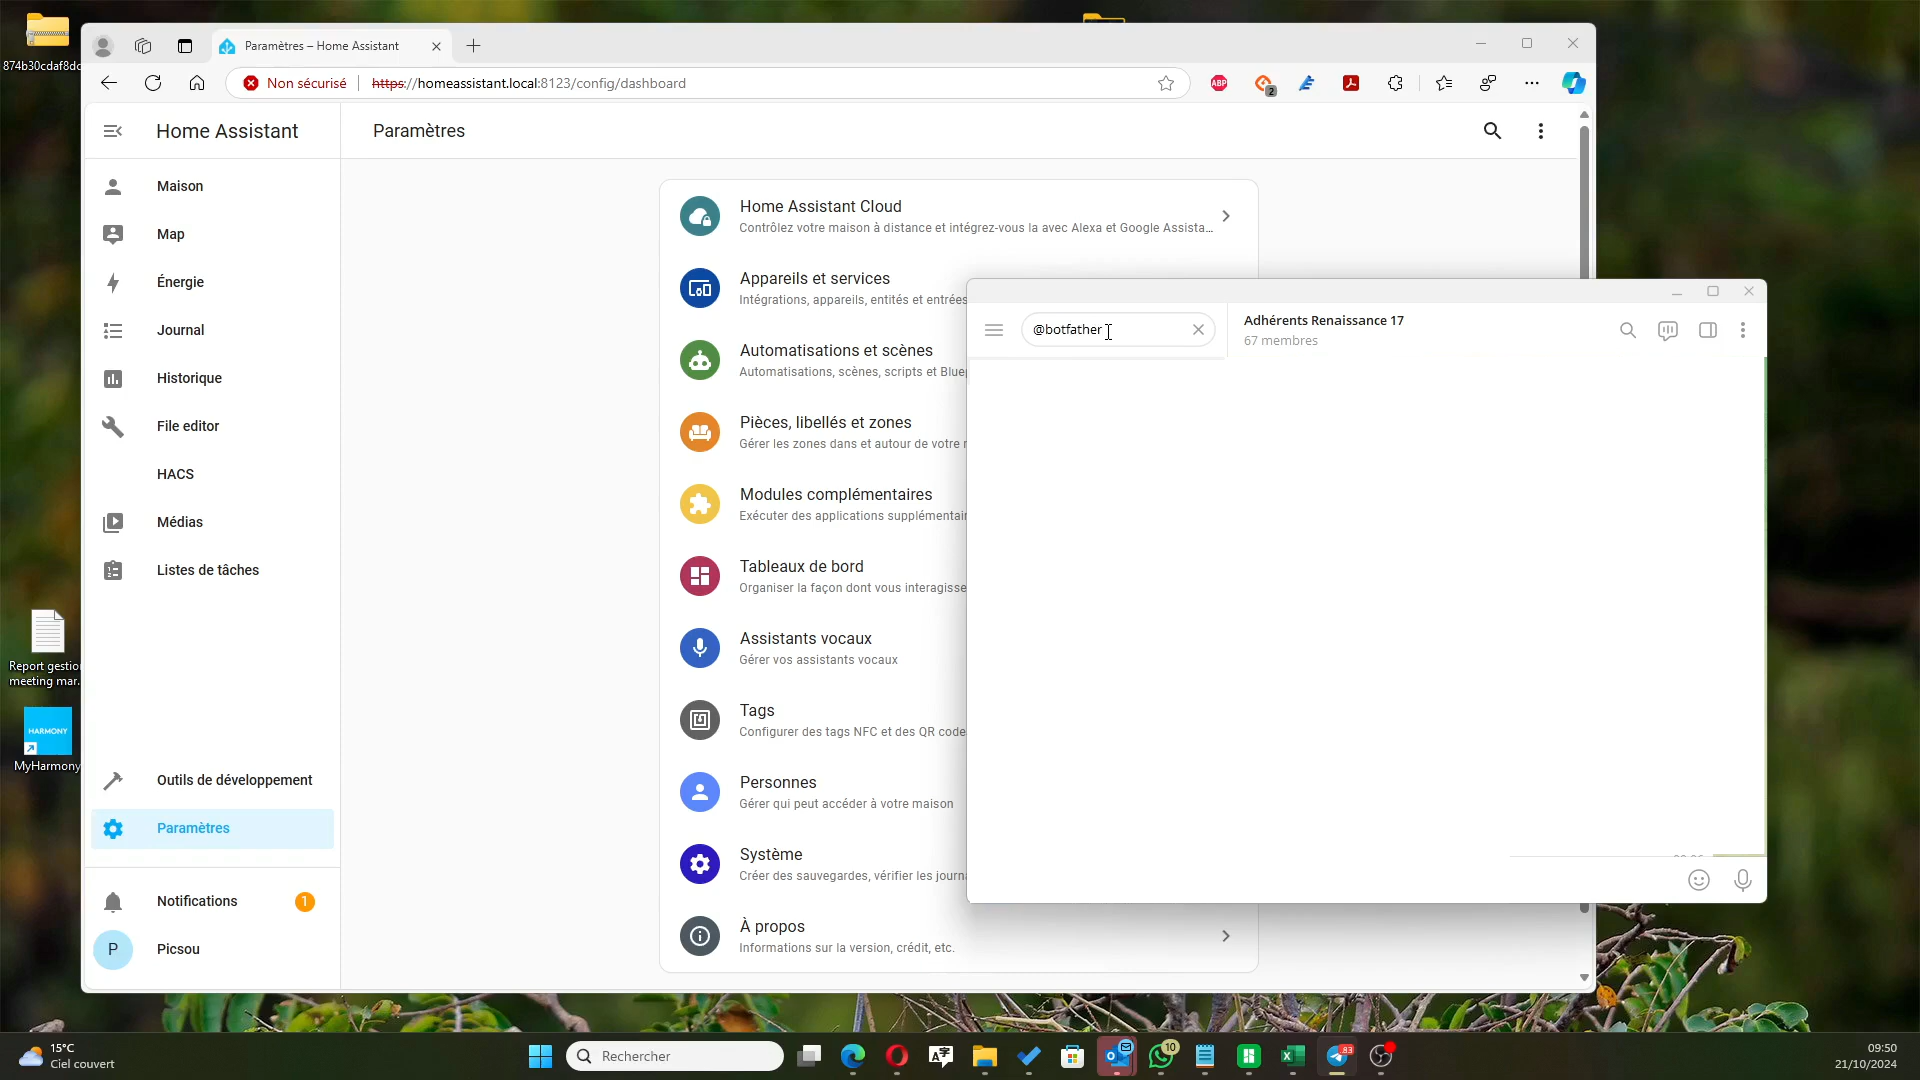 874b30cdaf8dc
Paramètres – Home Assistant
Non sécurisé
https://homeassistant.local:8123/config/dashboard
ABP
2
Home Assistant
Paramètres
Maison
Map
Énergie
Journal
Historique
File editor
HACS
Médias
Listes de tâches
Outils de développement
Paramètres
Notifications
1
P
Picsou
Home Assistant Cloud
Contrôlez votre maison à distance et intégrez-vous la avec Alexa et Google Assista...
Appareils et services
Intégrations, appareils, entités et entrées
Automatisations et scènes
Automatisations, scènes, scripts et Blue
Pièces, libellés et zones
Gérer les zones dans et autour de votre
Modules complémentaires
Exécuter des applications supplémentai
Tableaux de bord
Organiser la façon dont vous interagisse
Assistants vocaux
Gérer vos assistants vocaux
Tags
Configurer des tags NFC et des QR code
Personnes
Gérer qui peut accéder à votre maison
Système
Créer des sauvegardes, vérifier les journ
À propos
Informations sur la version, crédit, etc.
@botfather
Adhérents Renaissance 17
67 membres
Report gestio
meeting mar...
HARMONY
MyHarmony
15°C
Ciel couvert
Rechercher
10
83
09:50
21/10/2024